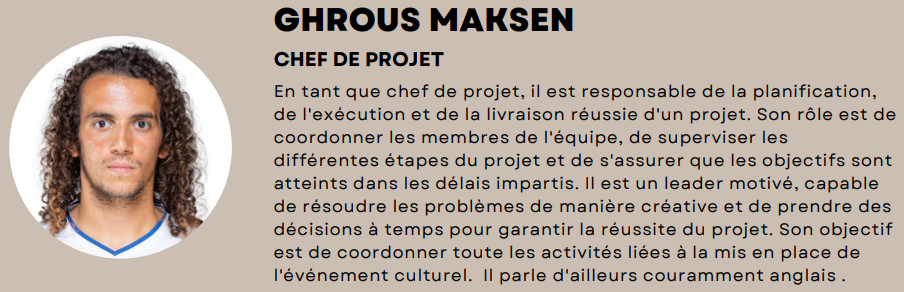 GHROUS MAKSEN
CHEF DE PROJET
En tant que chef de projet, il est responsable de la planification,
de l'exécution et de la livraison réussie d'un projet. Son rôle est de
coordonner les membres de l'équipe, de superviser les
différentes étapes du projet et de s'assurer que les objectifs sont
atteints dans les délais impartis. Il est un leader motivé, capable
de résoudre les problèmes de manière créative et de prendre des
décisions à temps pour garantir la réussite du projet. Son objectif
est de coordonner toute les activités liées à la mis en place de
l'événement culturel.  Il parle d'ailleurs couramment anglais .